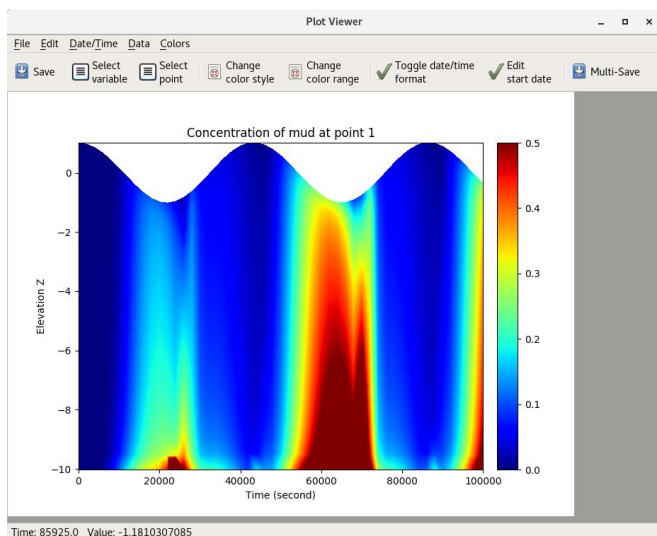 Plot Viewer
File Edit Date/Time Data Colors
Save
Select
variable
Select
point
Change
color style
Change
color range
Toggle date/time
format
Edit
start date
Multi-Save
Concentration of mud at point 1
Elevation Z
0
−2
−4
−6
−8
−10
0 20000 40000 60000 80000 100000
Time (second)
0.5
0.4
0.3
0.2
0.1
0.0
Time: 85925.0 Value: -1.1810307085